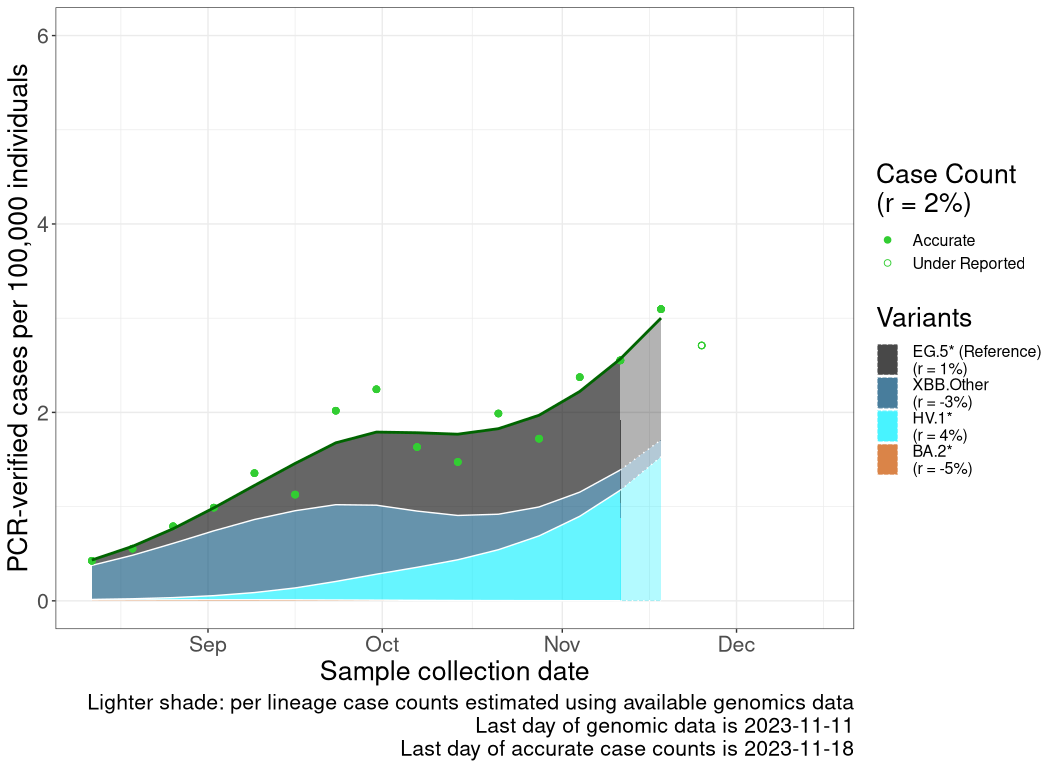 PCR-verified cases per 100,000 individuals
6
4
2
0
Sep Oct Nov Dec
Sample collection date
Lighter shade: per lineage case counts estimated using available genomics data
Last day of genomic data is 2023-11-11
Last day of accurate case counts is 2023-11-18
Case Count
(r = 2%)
Accurate
Under Reported
Variants
EG.5* (Reference)
(r = 1%)
XBB.Other
(r = -3%)
HV.1*
(r = 4%)
BA.2*
(r = -5%)